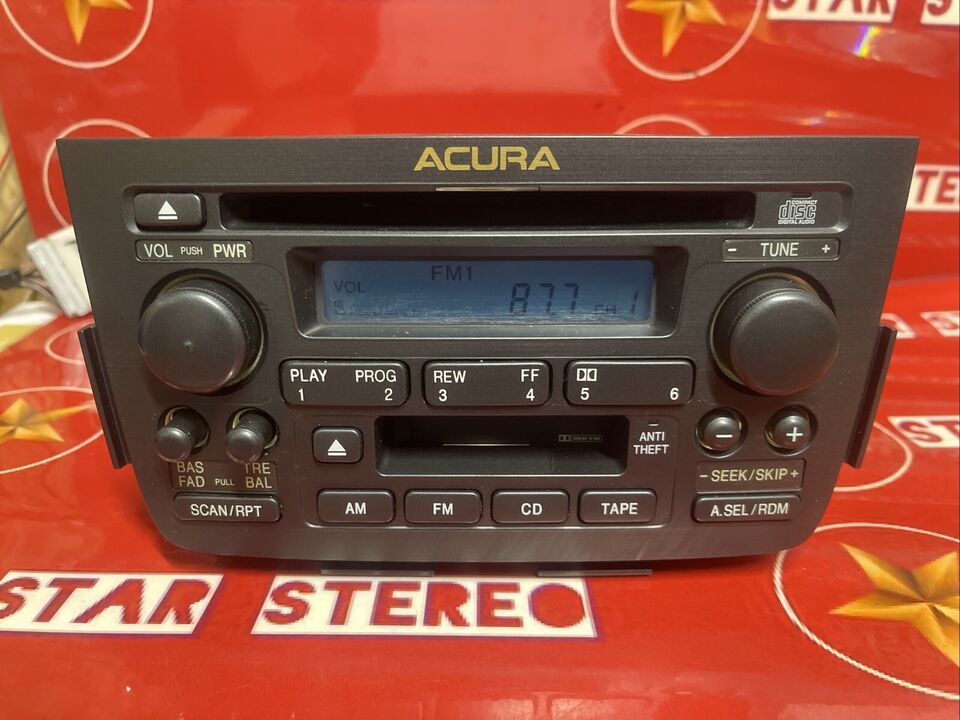 STAR
STAR
STEREO
ACURA
COMPACT
disc
DIGITAL AUDIO
VOL PUSH PWR
- TUNE +
FM1
VOL
87.7 CH 1
PLAY PROG
1 2
REW FF
3 4
5 6
ANTI
THEFT
- +
BAS TRE
FAD PULL BAL
- SEEK/SKIP +
SCAN/RPT
AM FM CD TAPE
A.SEL/RDM
STAR STEREO